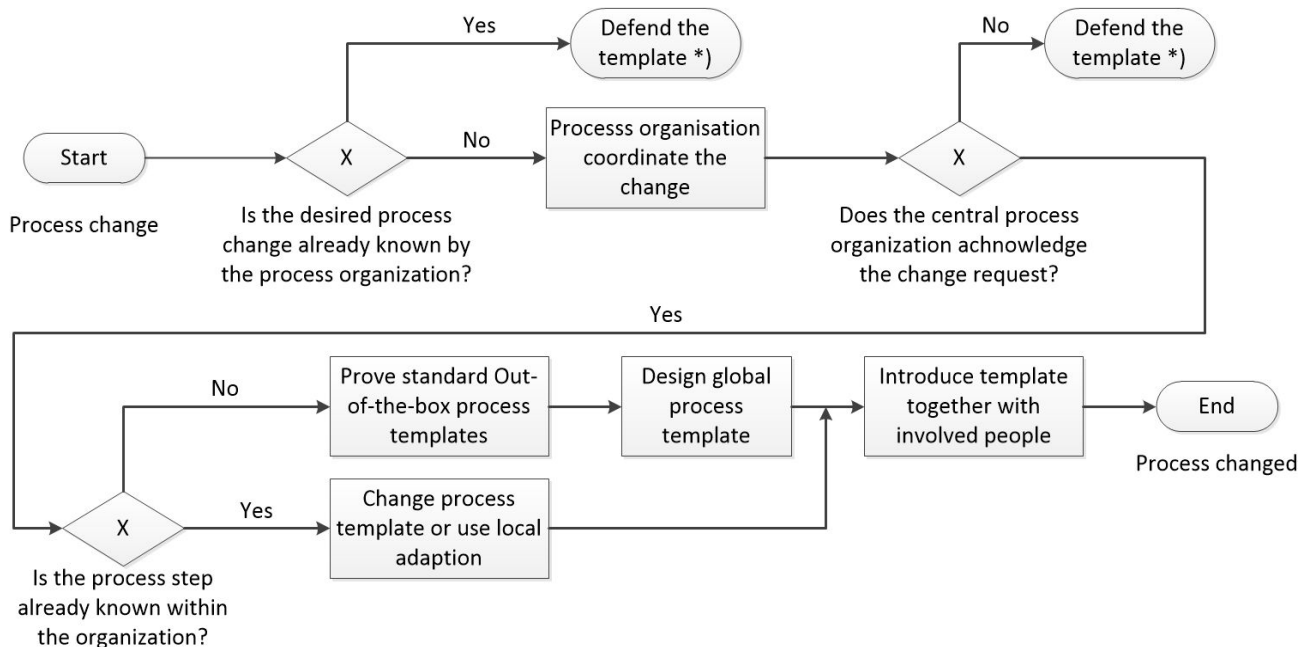 Yes
Defend the
template *)
No
Defend the
template *)
Start
X
No
Processs organisation
coordinate the
change
X
Process change
Is the desired process
change already known by
the process organization?
Does the central process
organization achnowledge
the change request?
Yes
No
Prove standard Out-
of-the-box process
templates
Design global
process
template
Introduce template
together with
involved people
End
Process changed
X
Yes
Change process
template or use local
adaption
Is the process step
already known within
the organization?